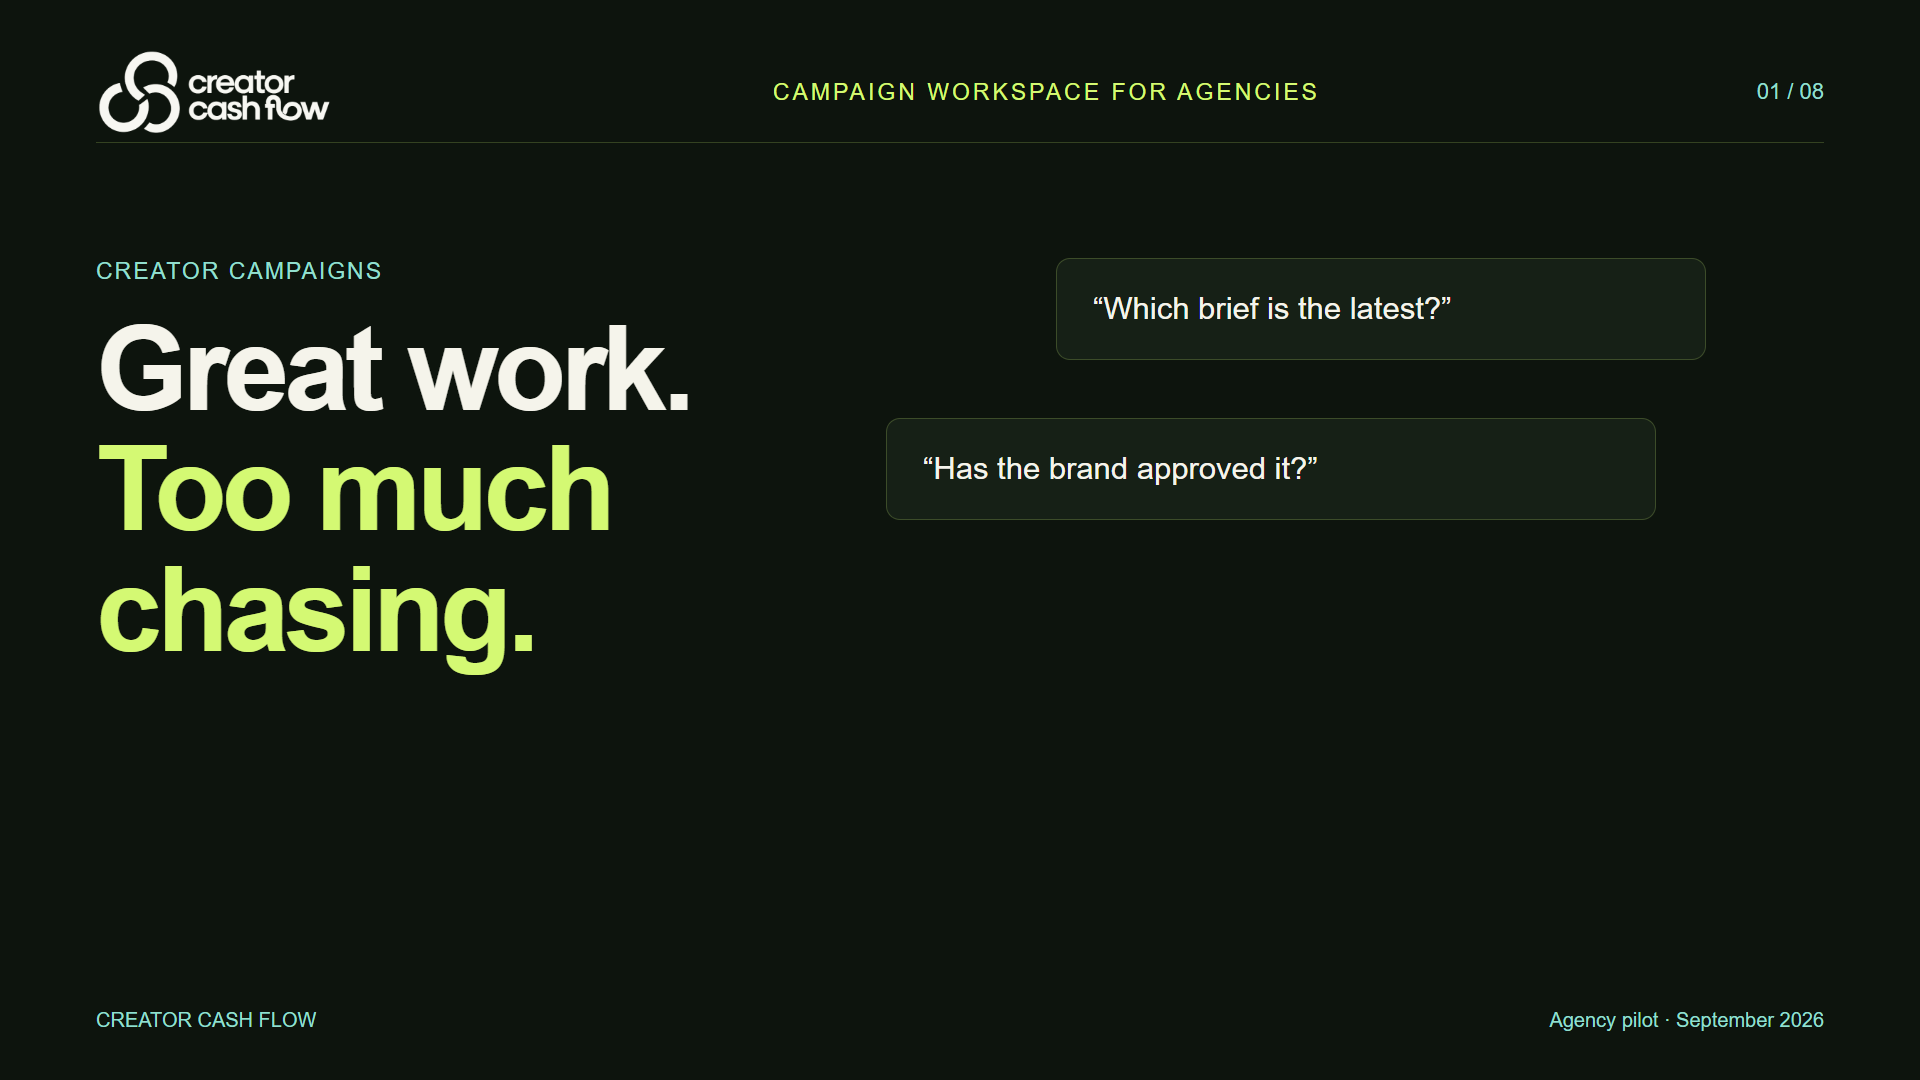 creator
cash flow
CAMPAIGN WORKSPACE FOR AGENCIES
01 / 08
CREATOR CAMPAIGNS
Great work.
Too much
chasing.
“Which brief is the latest?”
“Has the brand approved it?”
CREATOR CASH FLOW
Agency pilot · September 2026